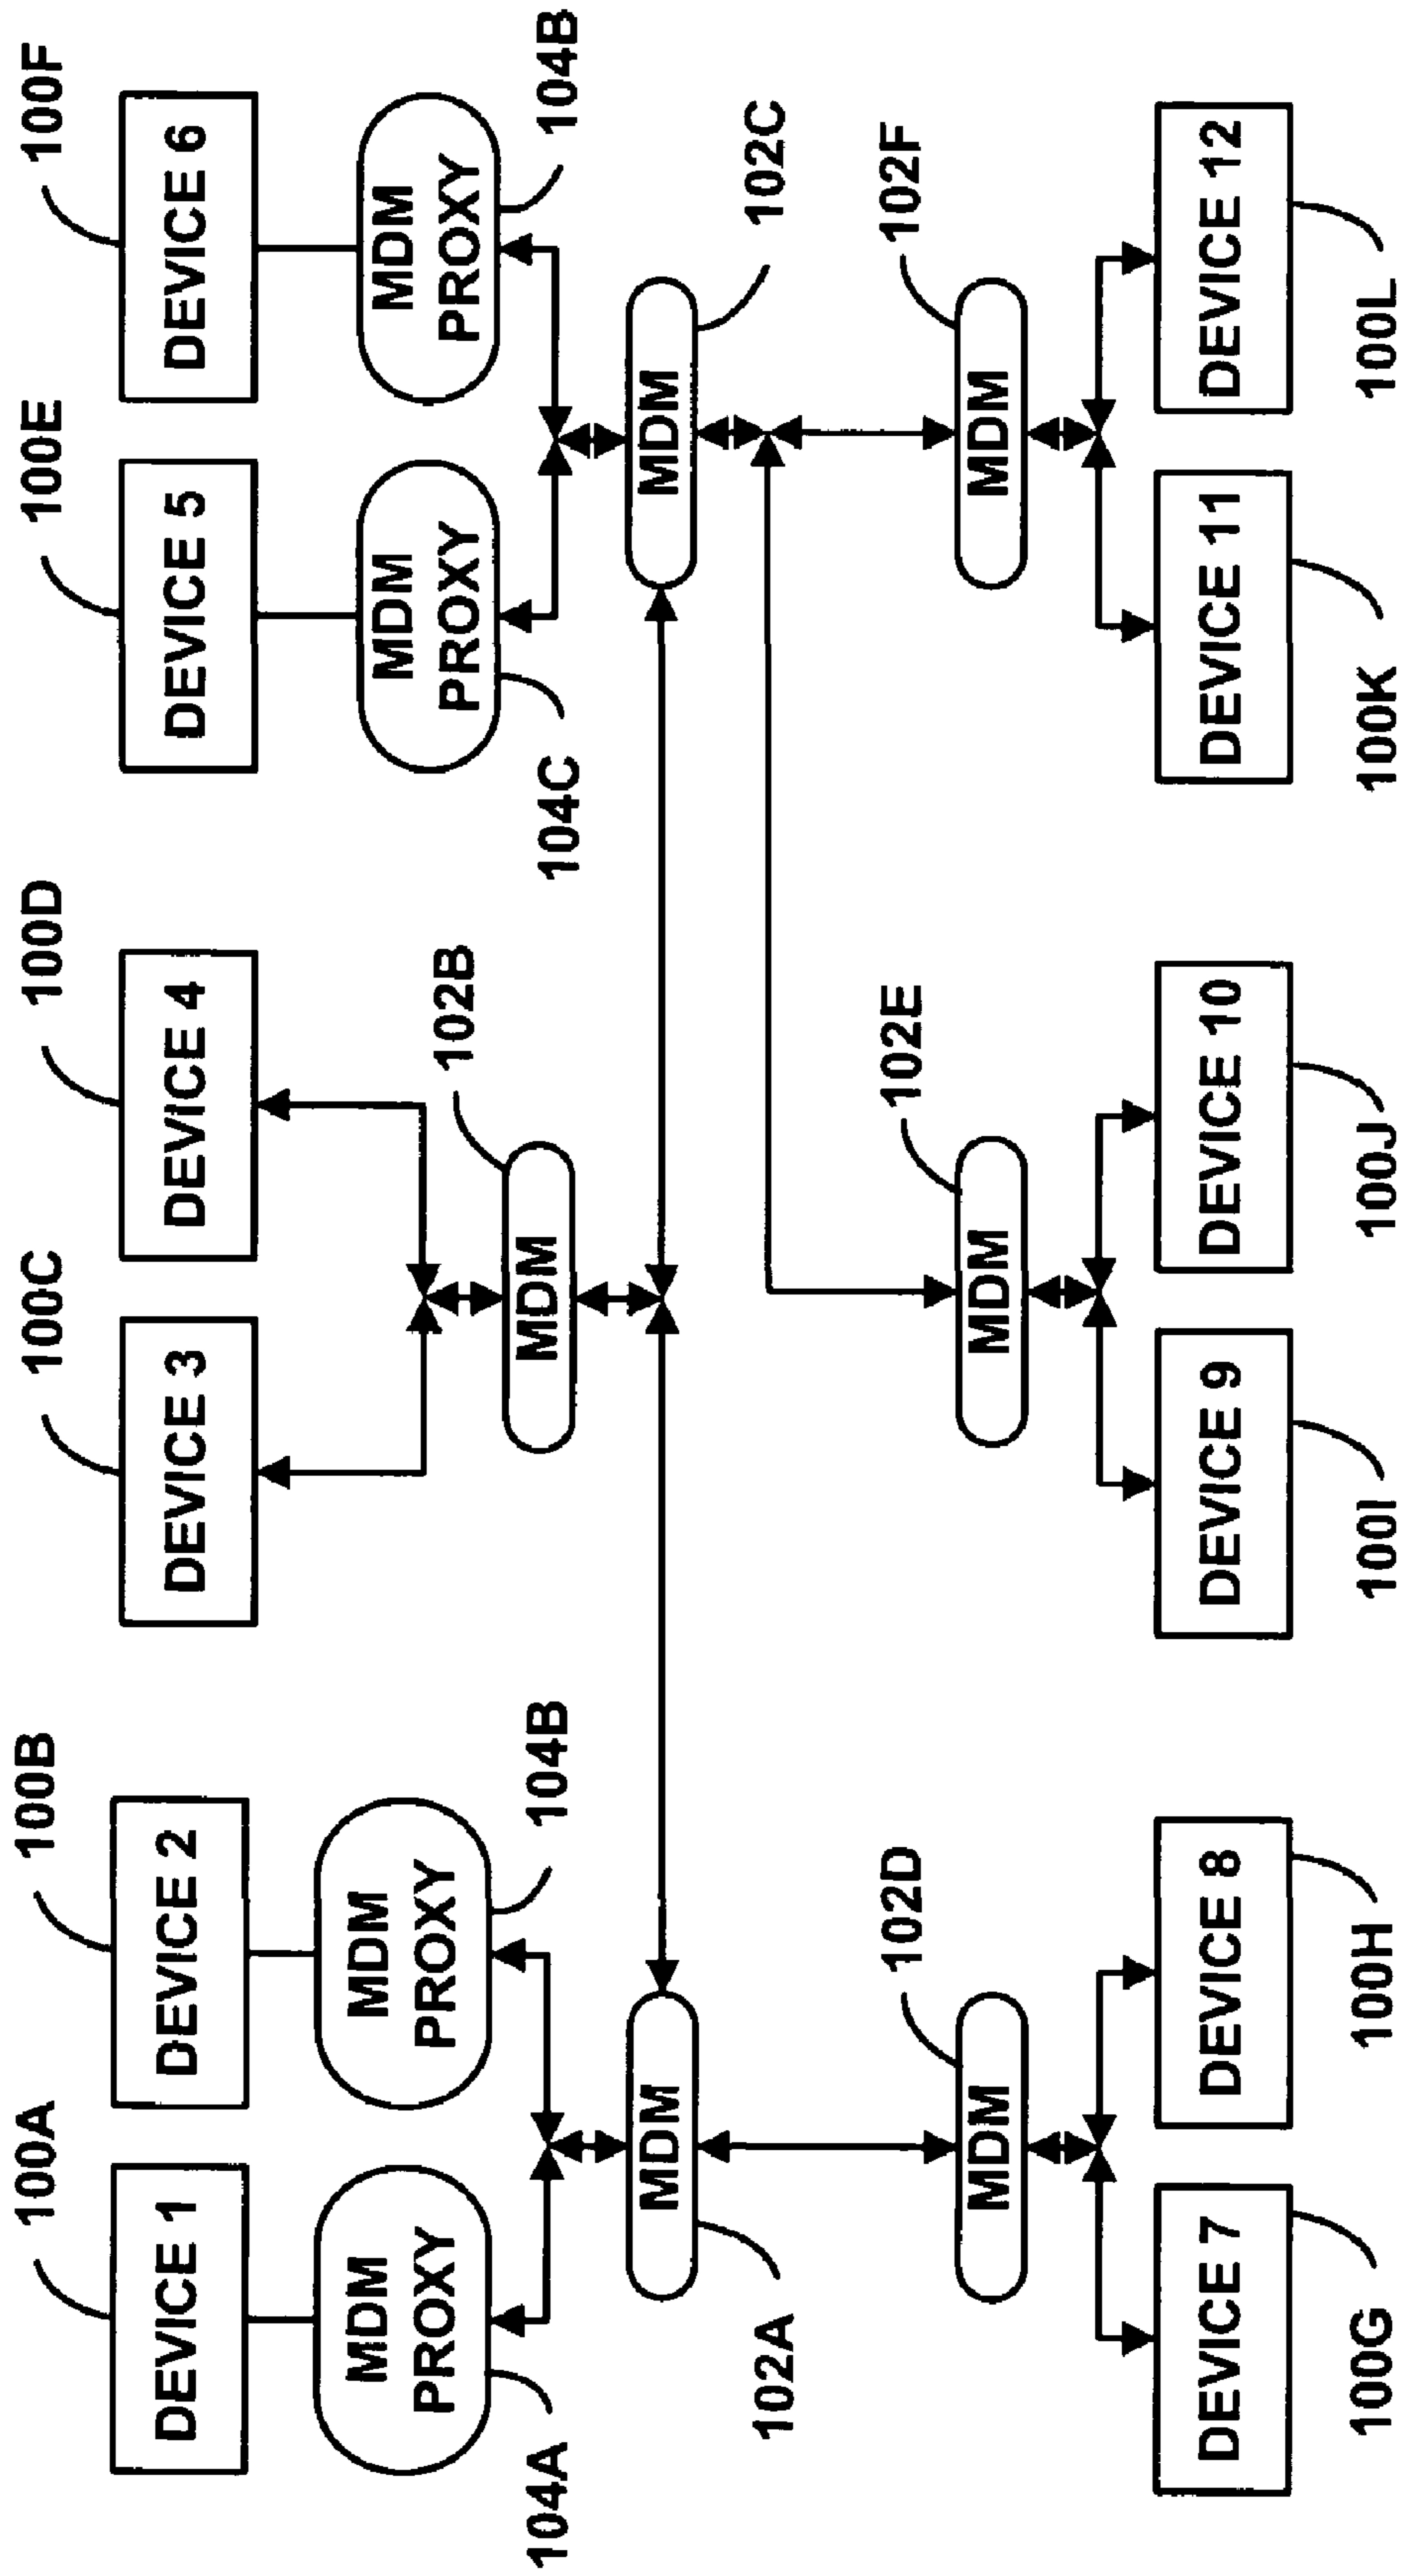 100A
100B
100C
100D
100E
100F
DEVICE 1
DEVICE 2
DEVICE 3
DEVICE 4
DEVICE 5
DEVICE 6
MDM
PROXY
MDM
PROXY
MDM
PROXY
MDM
PROXY
104A
104B
102B
104C
104B
MDM
MDM
MDM
102A
102C
102D
102E
102F
MDM
MDM
MDM
DEVICE 7
DEVICE 8
DEVICE 9
DEVICE 10
DEVICE 11
DEVICE 12
100G
100H
100I
100J
100K
100L